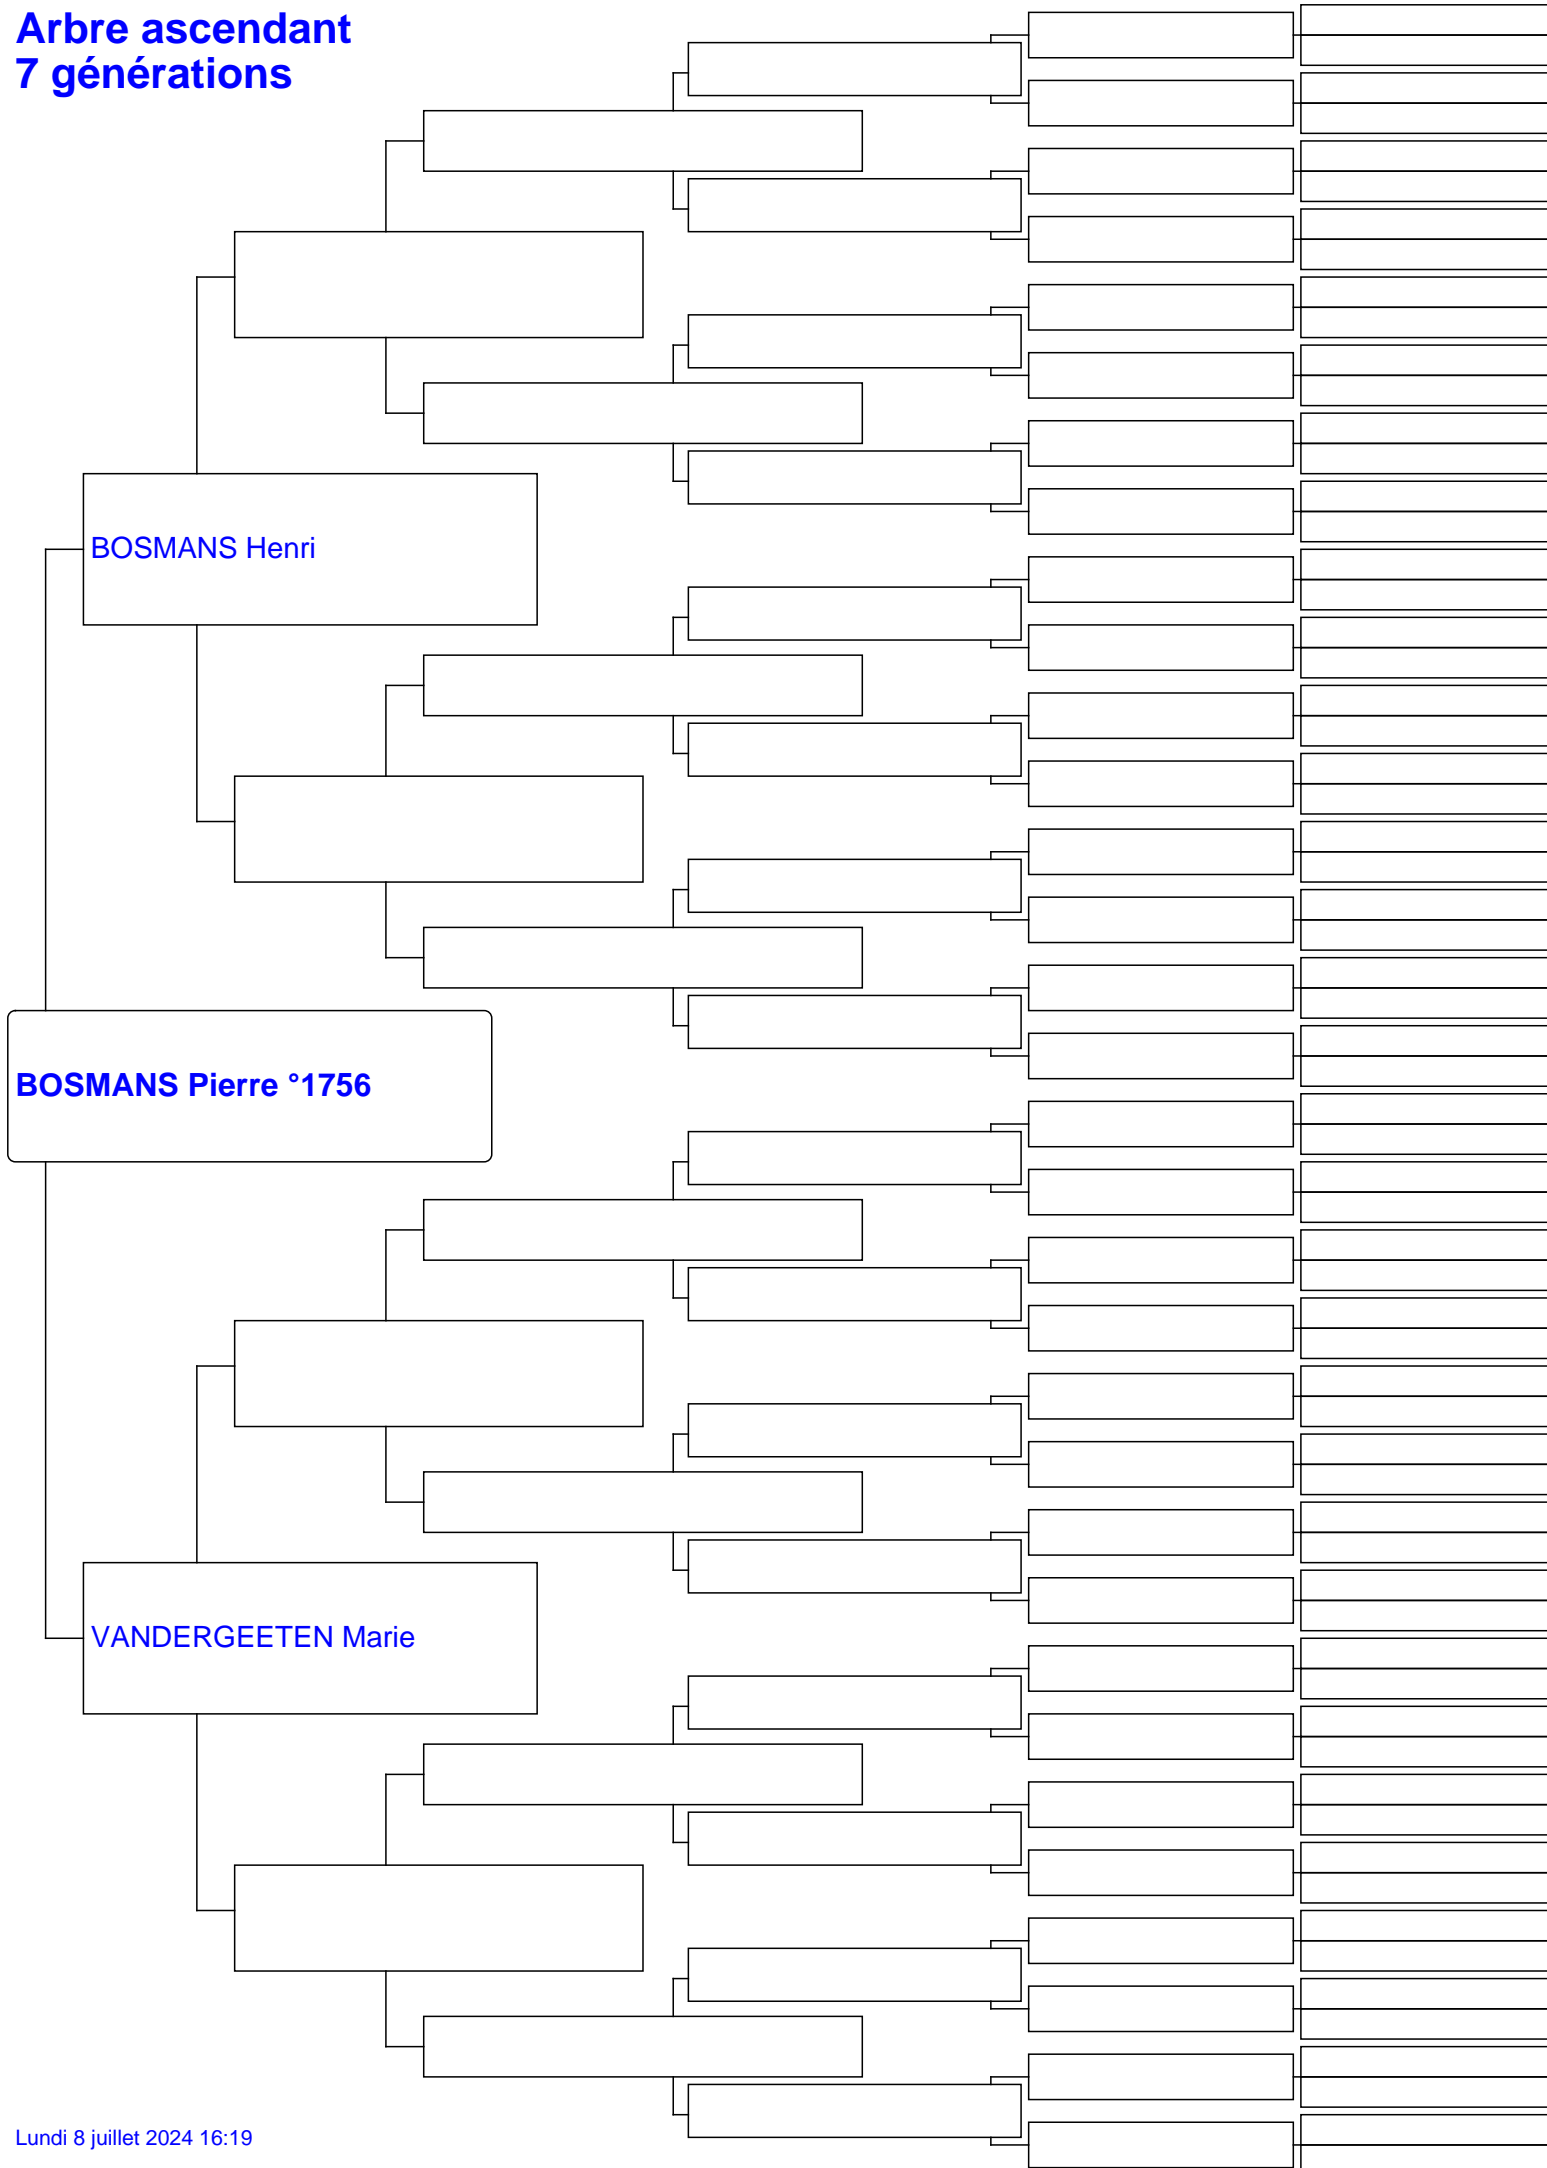 Arbre ascendant
7 générations
BOSMANS Henri
BOSMANS Pierre °1756
VANDERGEETEN Marie
Lundi 8 juillet 2024 16:19